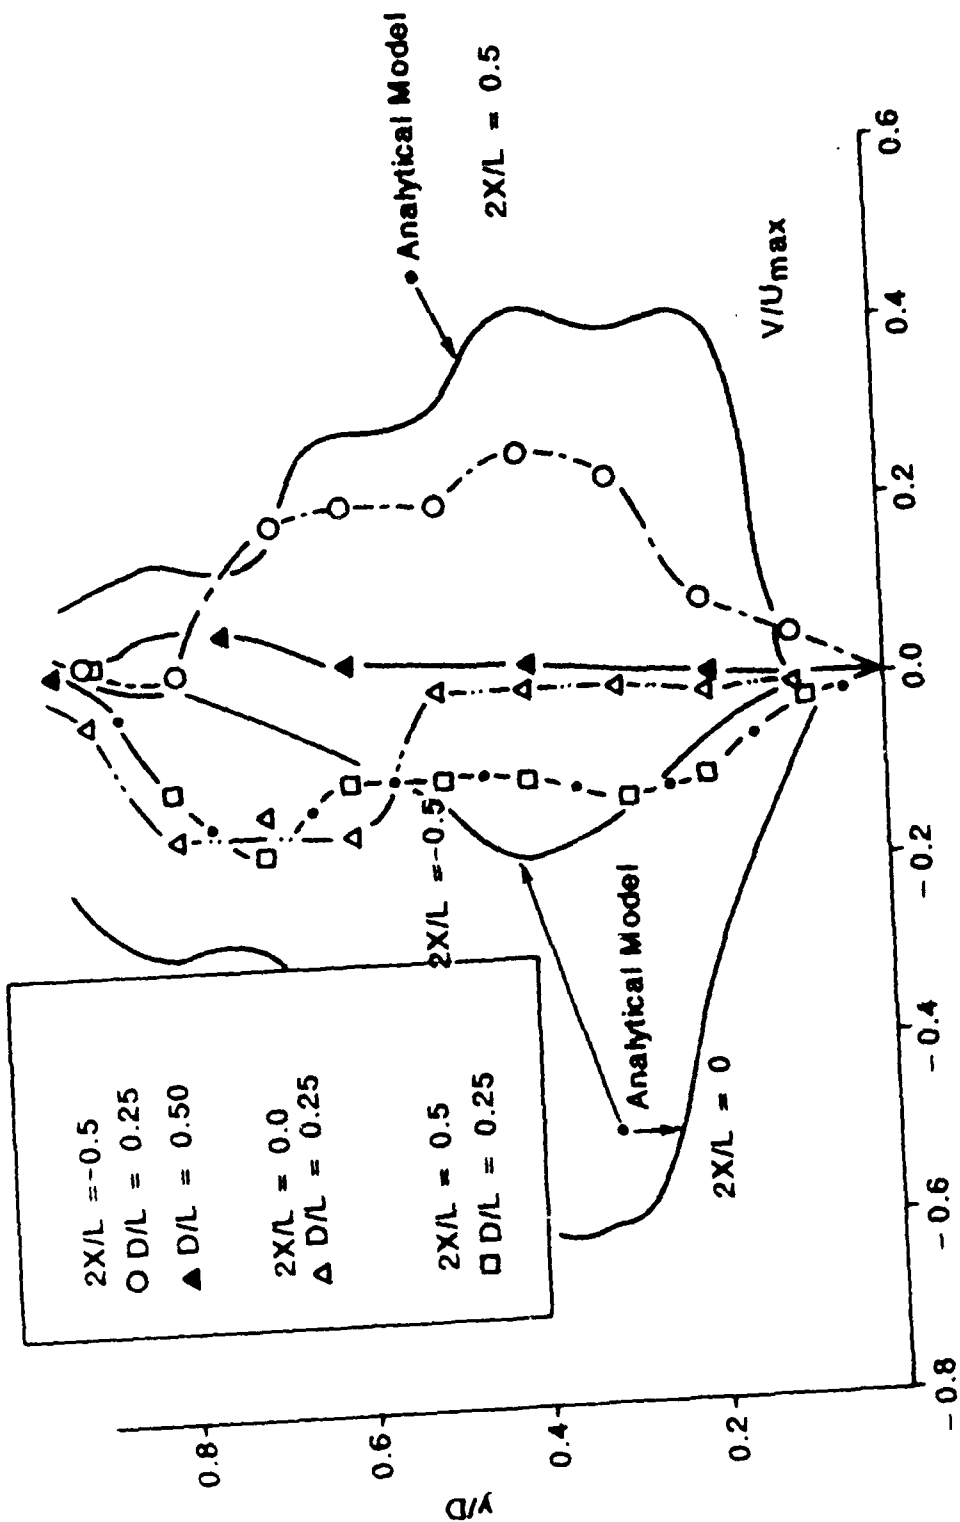 2X/L =-0.5
○ D/L = 0.25
▲ D/L = 0.50
2X/L = 0.0
△ D/L = 0.25
2X/L = 0.5
□ D/L = 0.25
• Analytical Model
2X/L = 0.5
2X/L =-0.5
• Analytical Model
2X/L = 0
y/D
0.8
0.6
0.4
0.2
V/Umax
-0.8
-0.6
-0.4
-0.2
0.0
0.2
0.4
0.6